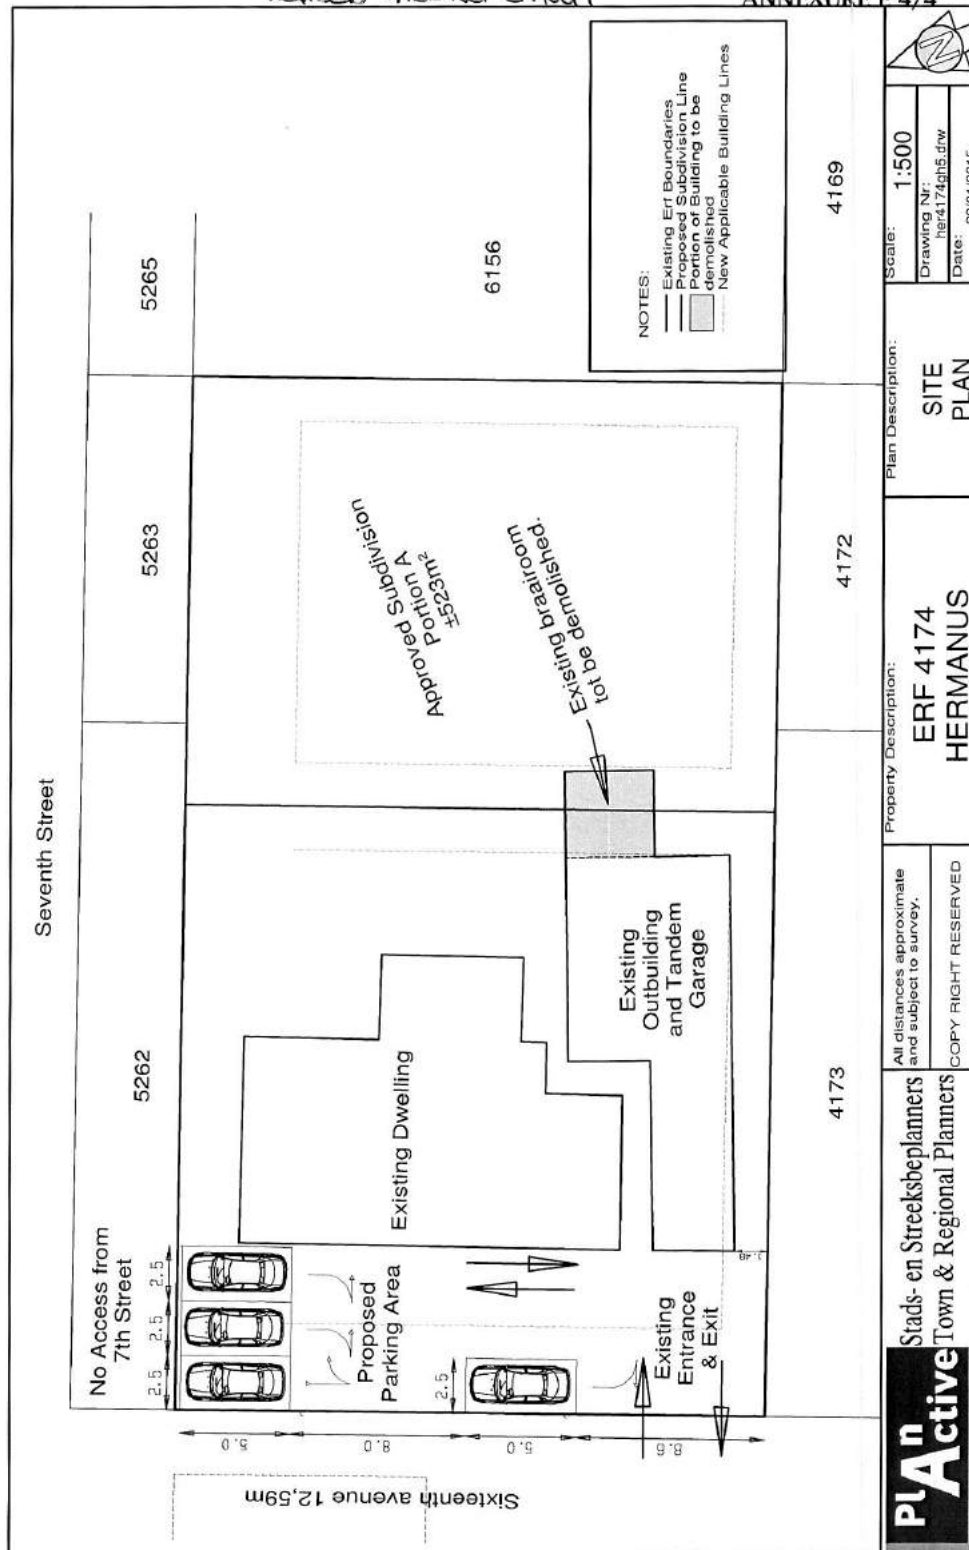 ANNEXURE F 4/4
Seventh Street
5262
5263
5265
No Access from
7th Street
2.5
2.5
2.5
Proposed
Parking Area
2.5
Existing
Entrance
& Exit
5.0
8.0
5.0
8.6
Sixteenth avenue 12,59m
Existing Dwelling
Existing
Outbuilding
and Tandem
Garage
Approved Subdivision
Portion A
±523m²
Existing braairoom
tot be demolished.
6156
4173
4172
4169
NOTES:
Existing Erf Boundaries
Proposed Subdivision Line
Portion of Building to be
demolished
New Applicable Building Lines
Plan Active
Stads- en Streeksbeplanners
Town & Regional Planners
All distances approximate
and subject to survey.
COPY RIGHT RESERVED
Property Description:
ERF 4174
HERMANUS
Plan Description:
SITE
PLAN
Scale:
1:500
Drawing Nr:
her4174gh5.drw
Date:
N